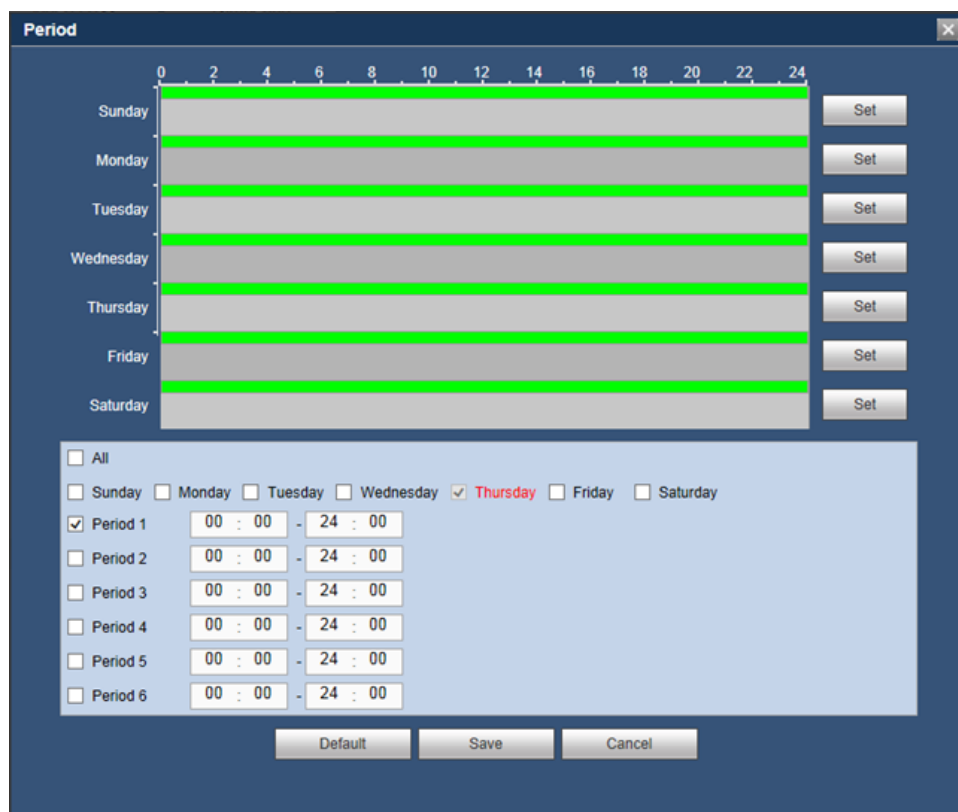 Period
0 2 4 6 8 10 12 14 16 18 20 22 24
Sunday Set
Monday Set
Tuesday Set
Wednesday Set
Thursday Set
Friday Set
Saturday Set
All
Sunday Monday Tuesday Wednesday Thursday Friday Saturday
Period 1 00 : 00 - 24 : 00
Period 2 00 : 00 - 24 : 00
Period 3 00 : 00 - 24 : 00
Period 4 00 : 00 - 24 : 00
Period 5 00 : 00 - 24 : 00
Period 6 00 : 00 - 24 : 00
Default Save Cancel